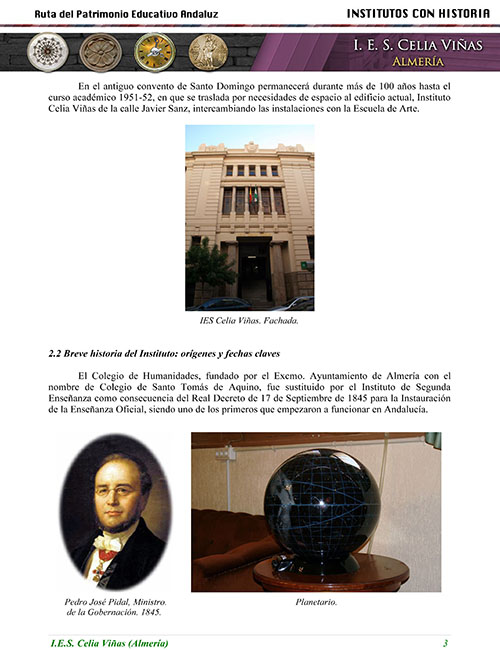 Ruta del Patrimonio Educativo Andaluz
INSTITUTOS CON HISTORIA
I. E. S. CELIA VIÑAS
ALMERÍA
En el antiguo convento de Santo Domingo permanecerá durante más de 100 años hasta el
curso académico 1951-52, en que se traslada por necesidades de espacio al edificio actual, Instituto
Celia Viñas de la calle Javier Sanz, intercambiando las instalaciones con la Escuela de Arte.
IES Celia Viñas. Fachada.
2.2 Breve historia del Instituto: orígenes y fechas claves
El Colegio de Humanidades, fundado por el Excmo. Ayuntamiento de Almería con el
nombre de Colegio de Santo Tomás de Aquino, fue sustituido por el Instituto de Segunda
Enseñanza como consecuencia del Real Decreto de 17 de Septiembre de 1845 para la Instauración
de la Enseñanza Oficial, siendo uno de los primeros que empezaron a funcionar en Andalucía.
Pedro José Pidal, Ministro.
de la Gobernación. 1845.
Planetario.
I.E.S. Celia Viñas (Almería)
3